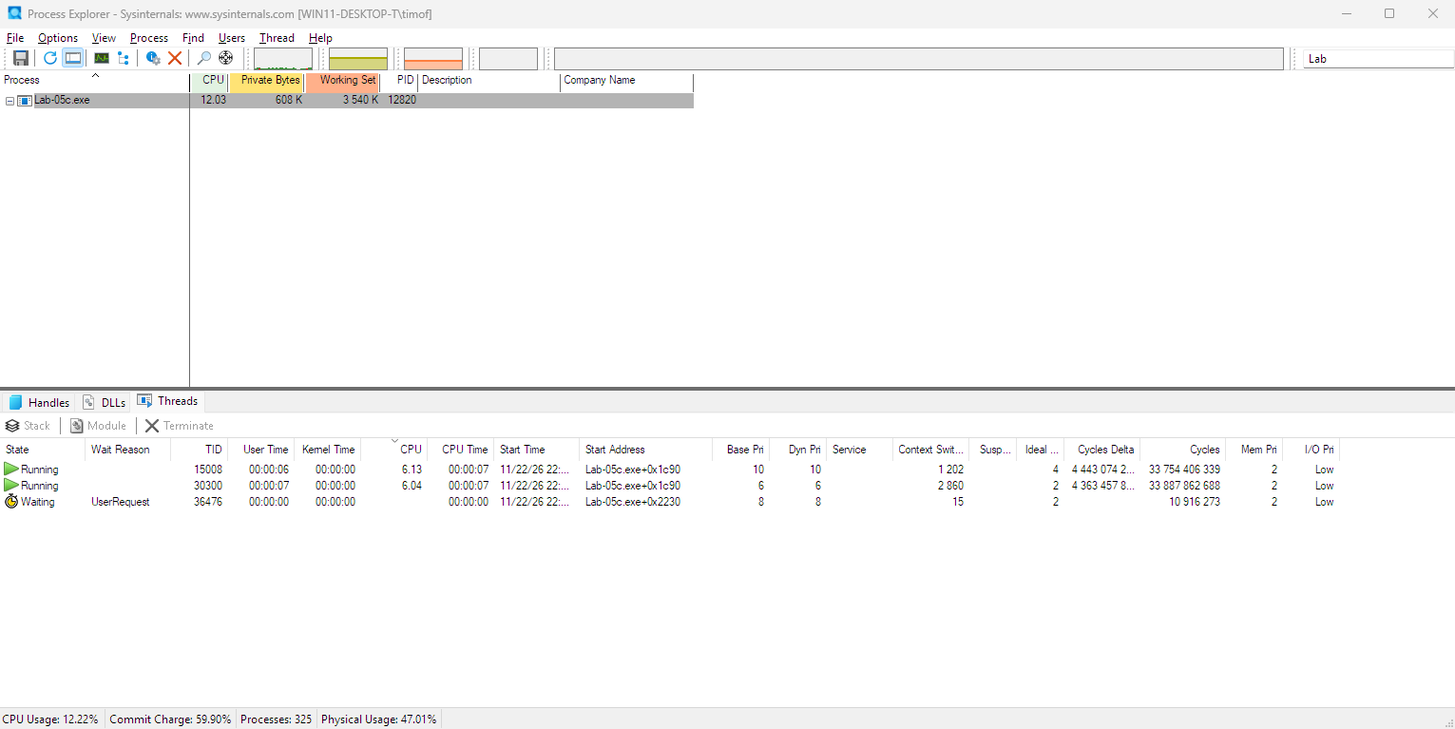 Process Explorer - Sysinternals: www.sysinternals.com [WIN11-DESKTOP-T\timof]
File Options View Process Find Users Thread Help
Lab
Process CPU Private Bytes Working Set PID Description Company Name
Lab-05c.exe 12.03 608 K 3 540 K 12820
Handles DLLs Threads
Stack Module Terminate
State Wait Reason TID User Time Kernel Time CPU CPU Time Start Time Start Address Base Pri Dyn Pri Service Context Swit... Susp... Ideal ... Cycles Delta Cycles Mem Pri I/O Pri
Running 15008 00:00:06 00:00:00 6.13 00:00:07 11/22/26 22:... Lab-05c.exe+0x1c90 10 10 1 202 4 4 443 074 2... 33 754 406 339 2 Low
Running 30300 00:00:07 00:00:00 6.04 00:00:07 11/22/26 22:... Lab-05c.exe+0x1c90 6 6 2 860 2 4 363 457 8... 33 887 862 688 2 Low
Waiting UserRequest 36476 00:00:00 00:00:00 00:00:00 11/22/26 22:... Lab-05c.exe+0x2230 8 8 15 2 10 916 273 2 Low
CPU Usage: 12.22% Commit Charge: 59.90% Processes: 325 Physical Usage: 47.01%